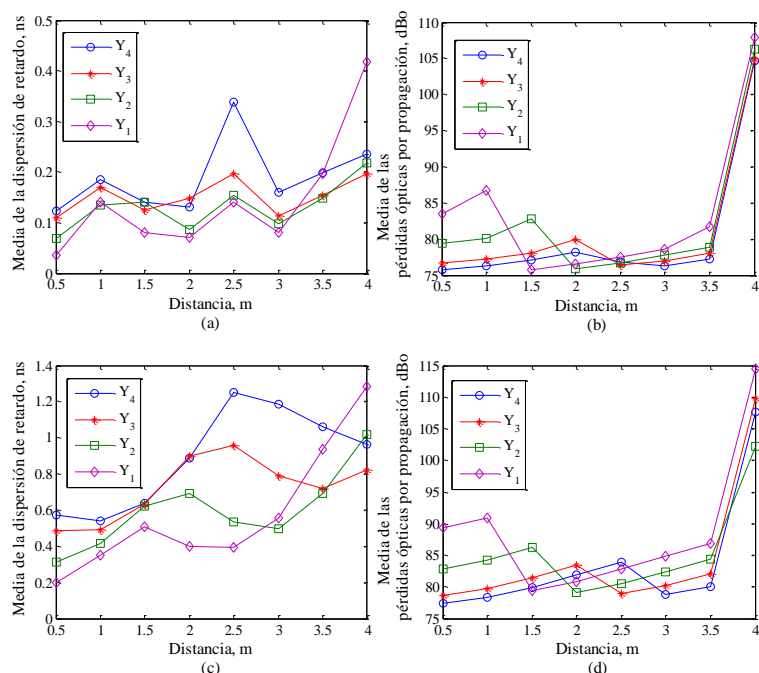 Media de la dispersión de retardo, ns
0.5
0.4
0.3
0.2
0.1
0
Y4
Y3
Y2
Y1
0.5 1 1.5 2 2.5 3 3.5 4
Distancia, m
(a)
Media de las
pérdidas ópticas por propagación, dBo
110
105
100
95
90
85
80
75
Y4
Y3
Y2
Y1
0.5 1 1.5 2 2.5 3 3.5 4
Distancia, m
(b)
Media de la dispersión de retardo, ns
1.4
1.2
1
0.8
0.6
0.4
0.2
0
Y4
Y3
Y2
Y1
0.5 1 1.5 2 2.5 3 3.5 4
Distancia, m
(c)
Media de las
pérdidas ópticas por propagación, dBo
115
110
105
100
95
90
85
80
75
Y4
Y3
Y2
Y1
0.5 1 1.5 2 2.5 3 3.5 4
Distancia, m
(d)